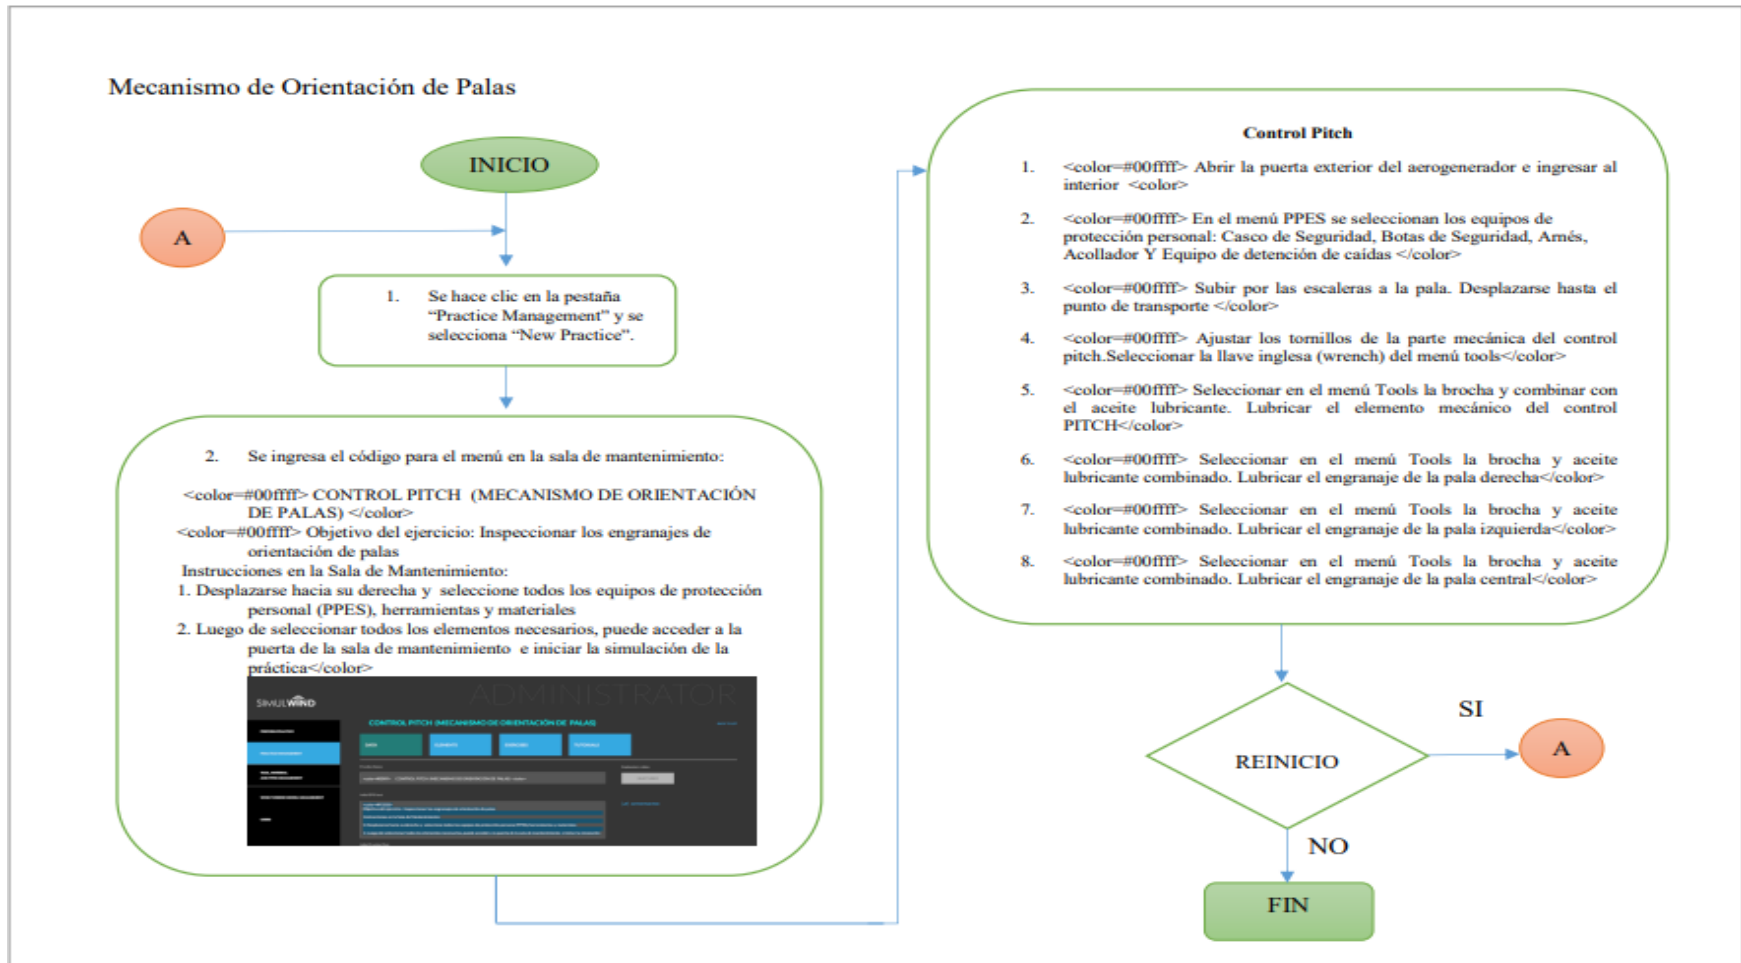 Mecanismo de Orientación de Palas
INICIO
A
1. Se hace clic en la pestaña
“Practice Management” y se
selecciona “New Practice”.
2. Se ingresa el código para el menú en la sala de mantenimiento:
<color=#00ffff> CONTROL PITCH (MECANISMO DE ORIENTACIÓN
DE PALAS) </color>
<color=#00ffff> Objetivo del ejercicio: Inspeccionar los engranajes de
orientación de palas
Instrucciones en la Sala de Mantenimiento:
1. Desplazarse hacia su derecha y seleccione todos los equipos de protección
personal (PPES), herramientas y materiales
2. Luego de seleccionar todos los elementos necesarios, puede acceder a la
puerta de la sala de mantenimiento e iniciar la simulación de la
práctica</color>
SIMULWIND
ADMINISTRATOR
CONTROL PITCH (MECANISMO DE ORIENTACIÓN DE PALAS)
DATA
ELEMENTS
EXERCISES
TUTORIALS
Control Pitch
1. <color=#00ffff> Abrir la puerta exterior del aerogenerador e ingresar al
interior <color>
2. <color=#00ffff> En el menú PPES se seleccionan los equipos de
protección personal: Casco de Seguridad, Botas de Seguridad, Arnés,
Acollador Y Equipo de detención de caídas </color>
3. <color=#00ffff> Subir por las escaleras a la pala. Desplazarse hasta el
punto de transporte </color>
4. <color=#00ffff> Ajustar los tornillos de la parte mecánica del control
pitch.Seleccionar la llave inglesa (wrench) del menú tools</color>
5. <color=#00ffff> Seleccionar en el menú Tools la brocha y combinar con
el aceite lubricante. Lubricar el elemento mecánico del control
PITCH</color>
6. <color=#00ffff> Seleccionar en el menú Tools la brocha y aceite
lubricante combinado. Lubricar el engranaje de la pala derecha</color>
7. <color=#00ffff> Seleccionar en el menú Tools la brocha y aceite
lubricante combinado. Lubricar el engranaje de la pala izquierda</color>
8. <color=#00ffff> Seleccionar en el menú Tools la brocha y aceite
lubricante combinado. Lubricar el engranaje de la pala central</color>
REINICIO
SI
A
NO
FIN